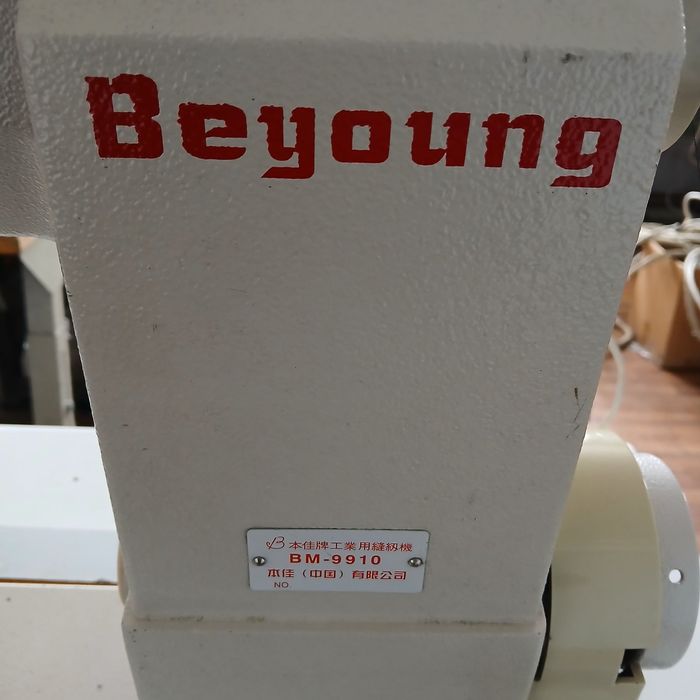 Beyoung
B 本佳牌工業用縫紉機
BM-9910
本佳（中国）有限公司
NO.